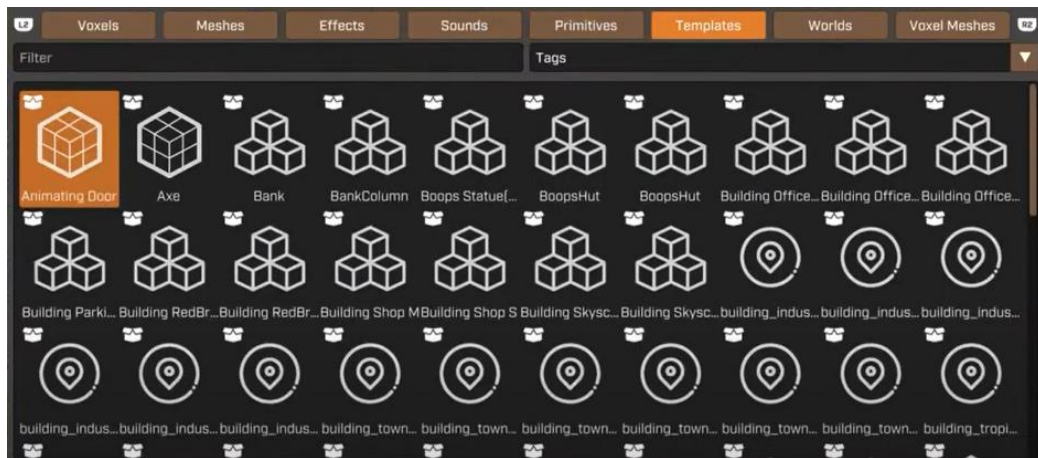 L2 Voxels Meshes Effects Sounds Primitives Templates Worlds Voxel Meshes R2
Filter Tags
Animating Door Axe Bank BankColumn Boops Statue(... BoopsHut BoopsHut Building Office... Building Office... Building Office...
Building Parki... Building RedBr... Building RedBr... Building Shop M Building Shop S Building Skysc... Building Skysc... building_indus... building_indus... building_indus...
building_indus... building_indus... building_indus... building_town... building_town... building_town... building_town... building_town... building_town... building_tropi...